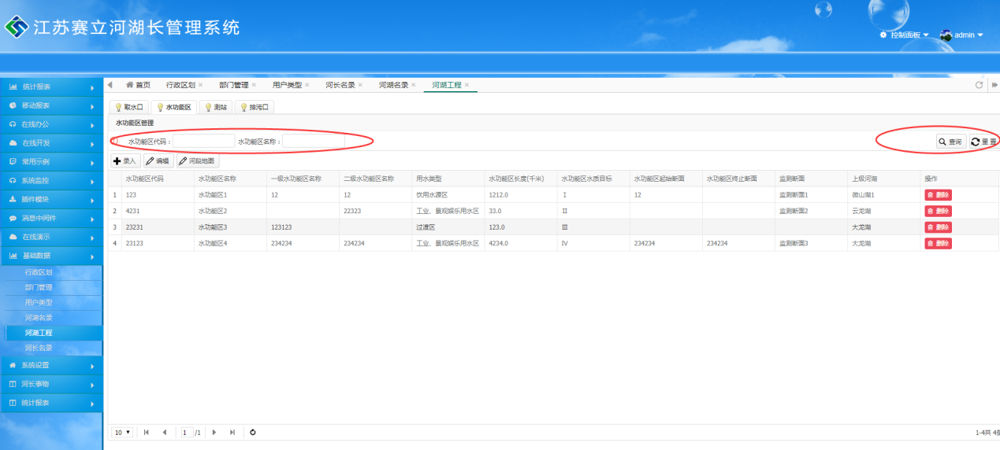 江苏赛立河湖长管理系统
控制面板 admin
统计报表
移动报表
在线办公
在线开发
常用示例
系统监控
插件模块
消息中间件
在线演示
基础数据
行政区划
部门管理
用户类型
河湖名录
河湖工程
河长名录
系统设置
河长事物
统计报表
首页 行政区划 部门管理 用户类型 河长名录 河湖名录 河湖工程
取水口 水功能区 测站 排污口
水功能区管理
水功能区代码： 水功能区名称： 查询 重置
录入 编辑 河段地图
水功能区代码 水功能区名称 一级水功能区名称 二级水功能区名称 用水类型 水功能区长度(千米) 水功能区水质目标 水功能区起始断面 水功能区终止断面 监测断面 上级河湖 操作
1 123 水功能区1 12 12 饮用水源区 1212.0 I 12 监测断面1 微山湖1 删除
2 4231 水功能区2 22323 工业、景观娱乐用水区 33.0 II 监测断面2 云龙湖 删除
3 23231 水功能区3 123123 过渡区 123.0 III 大龙湖 删除
4 23123 水功能区4 234234 234234 工业、景观娱乐用水区 4234.0 IV 234234 234234 监测断面3 大龙湖 删除
10 1 /1 1-4共 4条